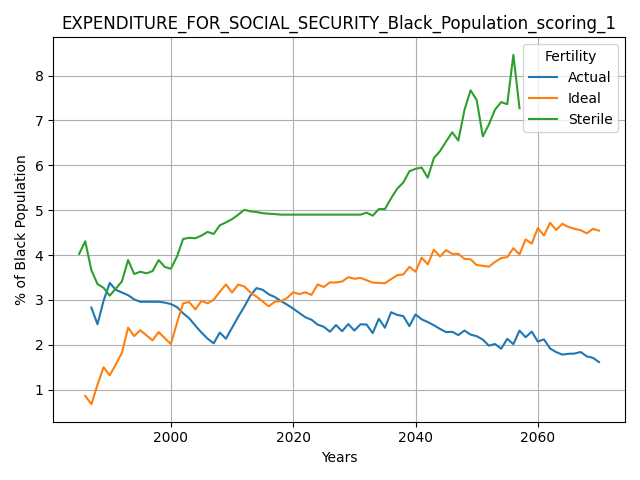 EXPENDITURE_FOR_SOCIAL_SECURITY_Black_Population_scoring_1
Fertility
Actual
Ideal
Sterile
% of Black Population
8
7
6
5
4
3
2
1
2000
2020
2040
2060
Years